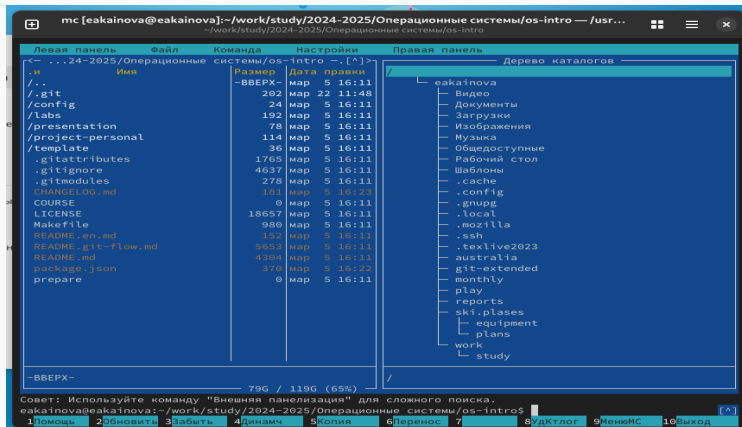 mc [eakainova@eakainova]:~/work/study/2024-2025/Операционные системы/os-intro — /usr...
~/work/study/2024-2025/Операционные системы/os-intro
Левая панель Файл Команда Настройки Правая панель
<— ...24-2025/Операционные системы/os-intro —.[^]>
.и Имя Размер Дата правки
/.. -ВВЕРХ- мар 5 16:11
/.git 202 мар 22 11:48
/config 24 мар 5 16:11
/labs 192 мар 5 16:11
/presentation 78 мар 5 16:11
/project-personal 114 мар 5 16:11
/template 36 мар 5 16:11
.gitattributes 1765 мар 5 16:11
.gitignore 4637 мар 5 16:11
.gitmodules 278 мар 5 16:11
CHANGELOG.md 181 мар 5 16:23
COURSE 0 мар 5 16:11
LICENSE 18657 мар 5 16:11
Makefile 980 мар 5 16:11
README.en.md 152 мар 5 16:11
README.git-flow.md 5653 мар 5 16:11
README.md 4304 мар 5 16:11
package.json 370 мар 5 16:22
prepare 0 мар 5 16:11
-ВВЕРХ-
79G / 119G (65%)
Дерево каталогов
/
eakainova
Видео
Документы
Загрузки
Изображения
Музыка
Общедоступные
Рабочий стол
Шаблоны
.cache
.config
.gnupg
.local
.mozilla
.ssh
.texlive2023
australia
git-extended
monthly
play
reports
ski.plases
equipment
plans
work
study
/
Совет: Используйте команду "Внешняя панелизация" для сложного поиска.
eakainova@eakainova:~/work/study/2024-2025/Операционные системы/os-intro$ [^]
1Помощь 2Обновить 3Забыть 4Динамч 5Копия 6Перенос 7 8УдКтлог 9МенюMC 10Выход